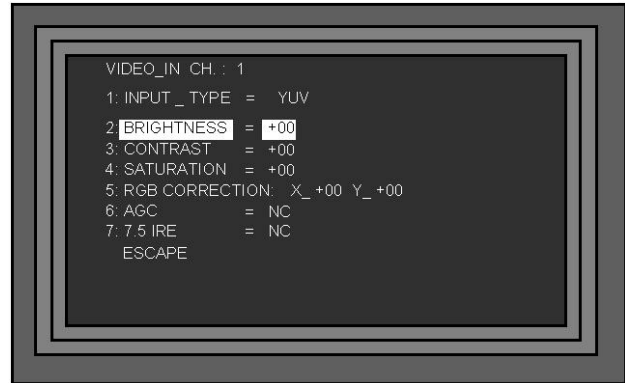 VIDEO_IN CH. : 1
1: INPUT _ TYPE = YUV
2: BRIGHTNESS = +00
3: CONTRAST = +00
4: SATURATION = +00
5: RGB CORRECTION: X_ +00 Y_ +00
6: AGC = NC
7: 7.5 IRE = NC
ESCAPE